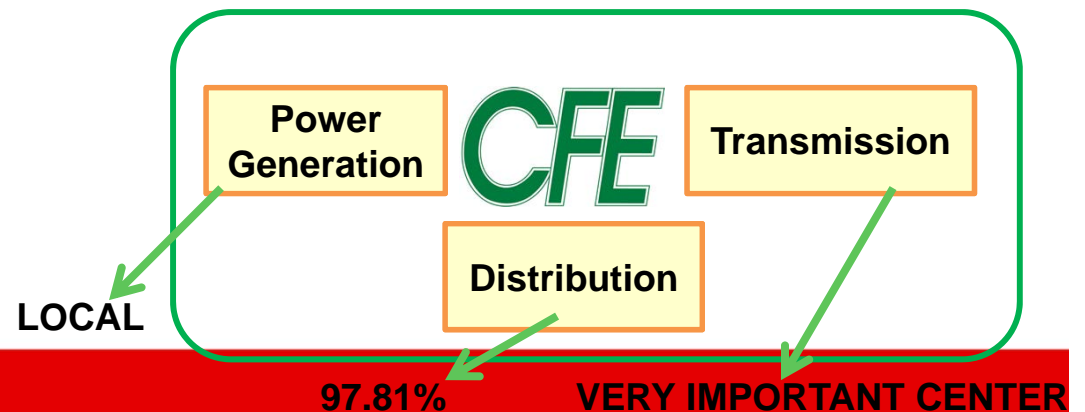 Power
Generation
CFE
Transmission
Distribution
LOCAL
97.81%
VERY IMPORTANT CENTER